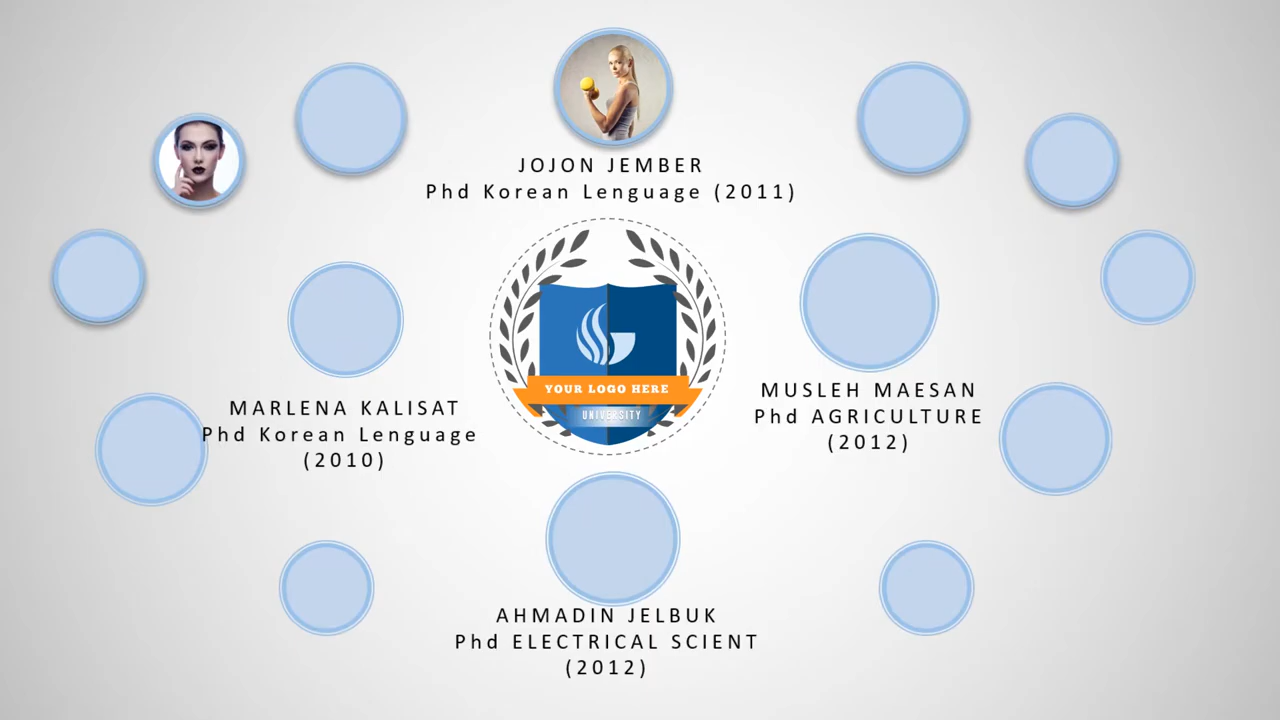 JOJON JEMBER
Phd Korean Lenguage (2011)
YOUR LOGO HERE
UNIVERSITY
MARLENA KALISAT
Phd Korean Lenguage
(2010)
MUSLEH MAESAN
Phd AGRICULTURE
(2012)
AHMADIN JELBUK
Phd ELECTRICAL SCIENT
(2012)